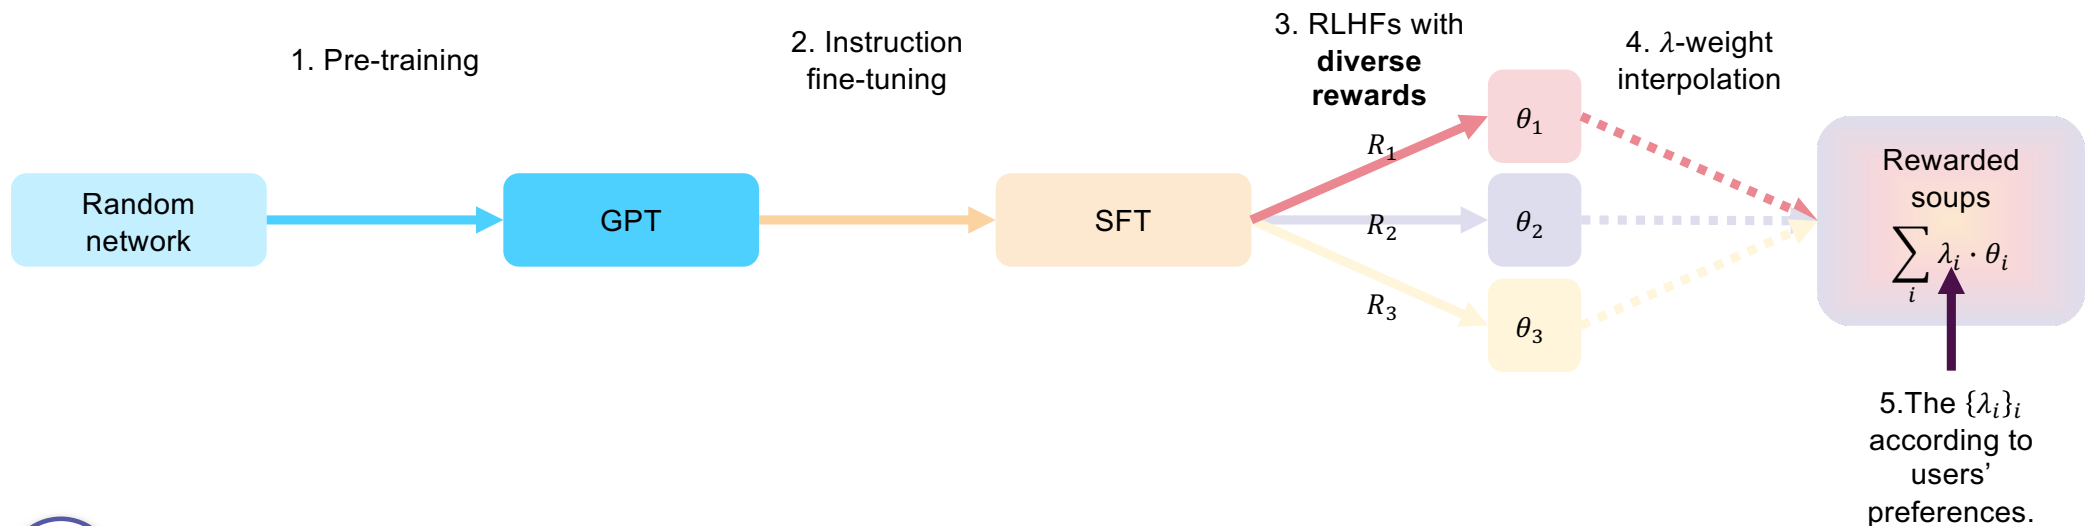 1. Pre-training
2. Instruction
fine-tuning
3. RLHFs with
diverse
rewards
4. λ-weight
interpolation
Random
network
GPT
SFT
R₁
R₂
R₃
θ₁
θ₂
θ₃
Rewarded
soups
∑ᵢ λᵢ · θᵢ
5.The {λᵢ}ᵢ
according to
users’
preferences.